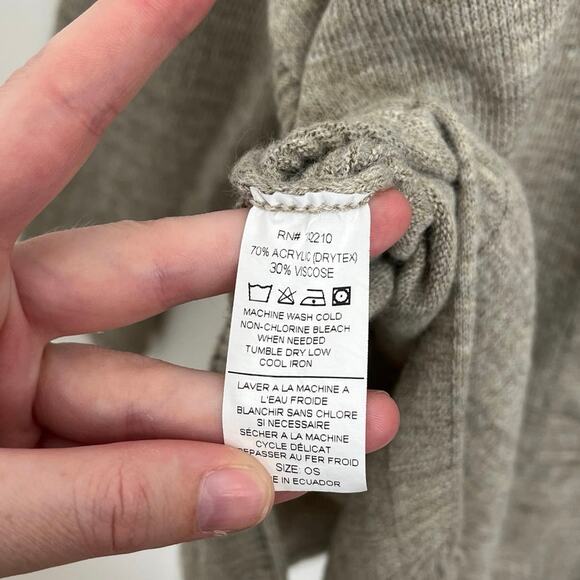 RN#
70% ACRYLIC (DRYTEX)
30% VISCOSE
MACHINE WASH COLD
NON-CHLORINE BLEACH
WHEN NEEDED
TUMBLE DRY LOW
COOL IRON
LAVER A LA MACHINE A
L'EAU FROIDE
BLANCHIR SANS CHLORE
SI NECESSAIRE
SÉCHER A LA MACHINE
CYCLE DÉLICAT
REPASSER AU FER FROID
SIZE: OS
IN ECUADOR